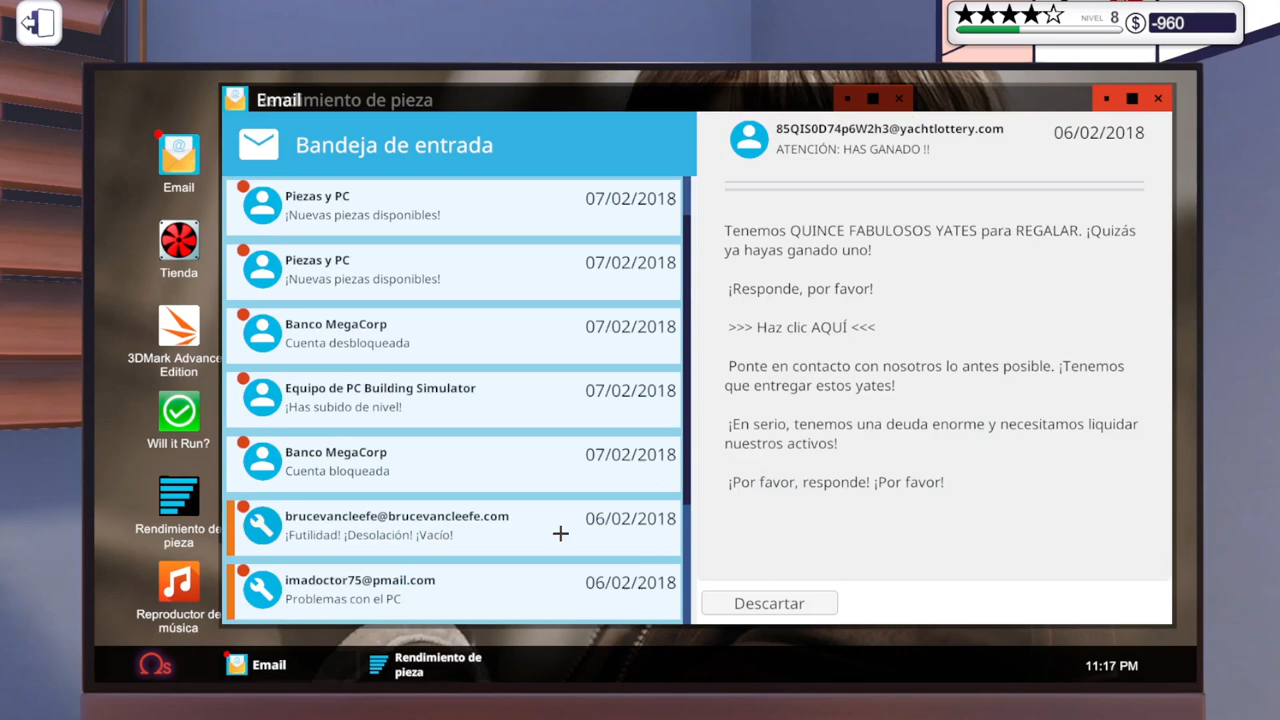 NIVEL 8 $ -960
Email
Rendimiento de pieza
Bandeja de entrada
Piezas y PC
07/02/2018
¡Nuevas piezas disponibles!
Piezas y PC
07/02/2018
¡Nuevas piezas disponibles!
Banco MegaCorp
07/02/2018
Cuenta desbloqueada
Equipo de PC Building Simulator
07/02/2018
¡Has subido de nivel!
Banco MegaCorp
07/02/2018
Cuenta bloqueada
brucevancleefe@brucevancleefe.com
06/02/2018
¡Futilidad! ¡Desolación! ¡Vacío!
imadoctor75@pmail.com
06/02/2018
Problemas con el PC
85QIS0D74p6W2h3@yachtlottery.com
06/02/2018
ATENCIÓN: HAS GANADO !!
Tenemos QUINCE FABULOSOS YATES para REGALAR. ¡Quizás
ya hayas ganado uno!
¡Responde, por favor!
>>> Haz clic AQUÍ <<<
Ponte en contacto con nosotros lo antes posible. ¡Tenemos
que entregar estos yates!
¡En serio, tenemos una deuda enorme y necesitamos liquidar
nuestros activos!
¡Por favor, responde! ¡Por favor!
Descartar
Email
Tienda
3DMark Advance
Edition
Will it Run?
Rendimiento de
pieza
Reproductor de
música
Ωs
Email
Rendimiento de
pieza
11:17 PM